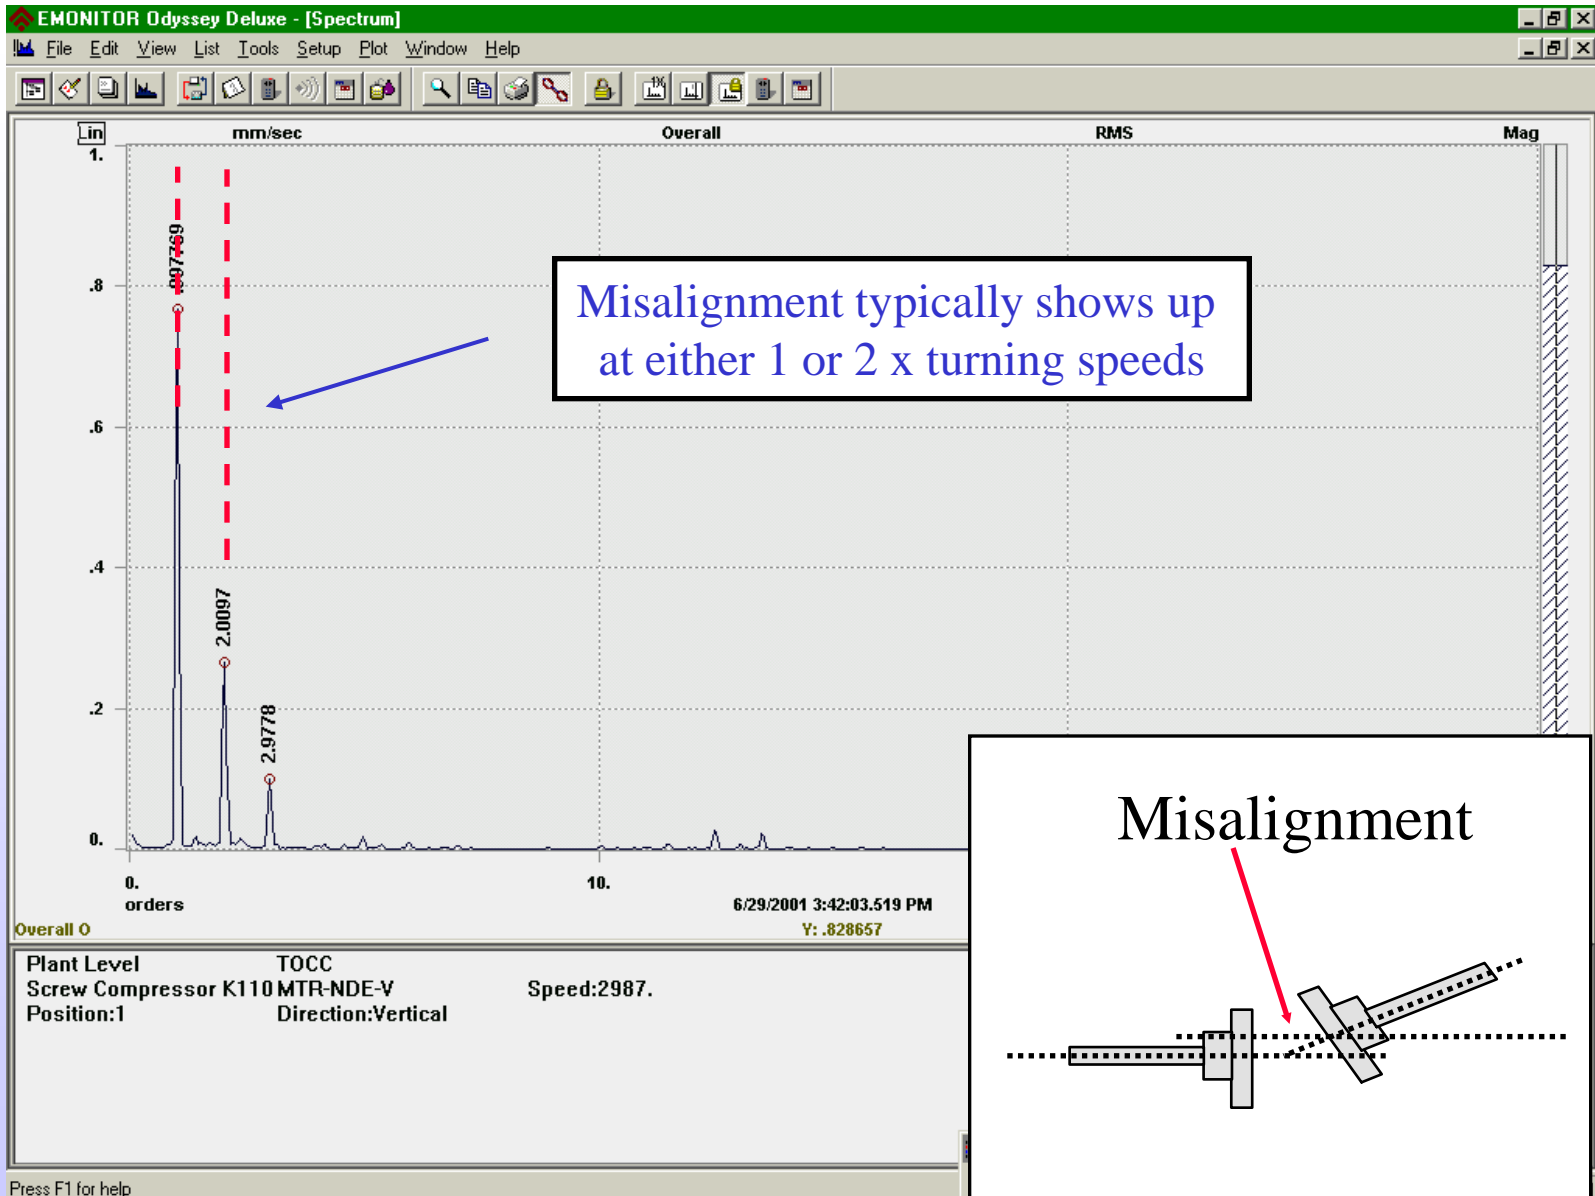 EMONITOR Odyssey Deluxe - [Spectrum]
File Edit View List Tools Setup Plot Window Help
Lin mm/sec Overall RMS Mag
1.
.8
.6
.4
.2
0.
.997769
2.0097
2.9778
Misalignment typically shows up
at either 1 or 2 x turning speeds
0. 10.
orders 6/29/2001 3:42:03.519 PM
Overall O Y: .828657
Plant Level TOCC
Screw Compressor K110 MTR-NDE-V Speed:2987.
Position:1 Direction:Vertical
Misalignment
Press F1 for help